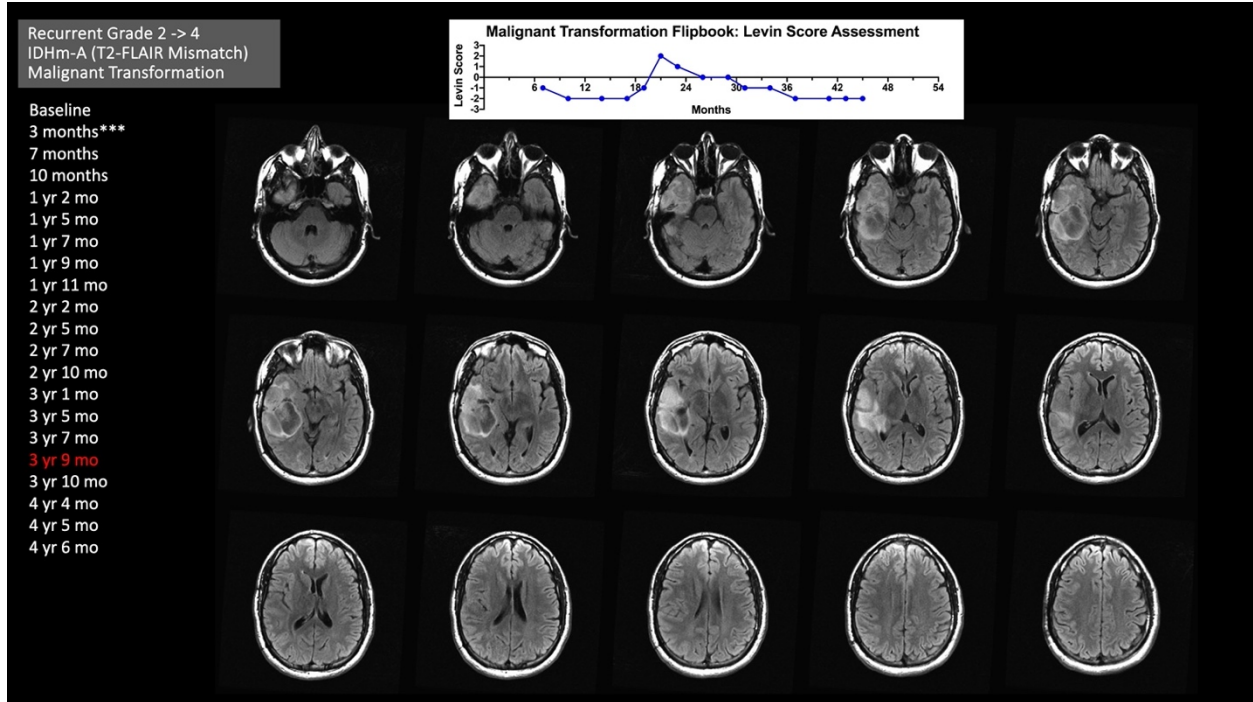 Recurrent Grade 2 -> 4
IDHm-A (T2-FLAIR Mismatch)
Malignant Transformation
Malignant Transformation Flipbook: Levin Score Assessment
Levin Score
3
2
1
0
-1
-2
-3
6 12 18 24 30 36 42 48 54
Months
Baseline
3 months***
7 months
10 months
1 yr 2 mo
1 yr 5 mo
1 yr 7 mo
1 yr 9 mo
1 yr 11 mo
2 yr 2 mo
2 yr 5 mo
2 yr 7 mo
2 yr 10 mo
3 yr 1 mo
3 yr 5 mo
3 yr 7 mo
3 yr 9 mo
3 yr 10 mo
4 yr 4 mo
4 yr 5 mo
4 yr 6 mo